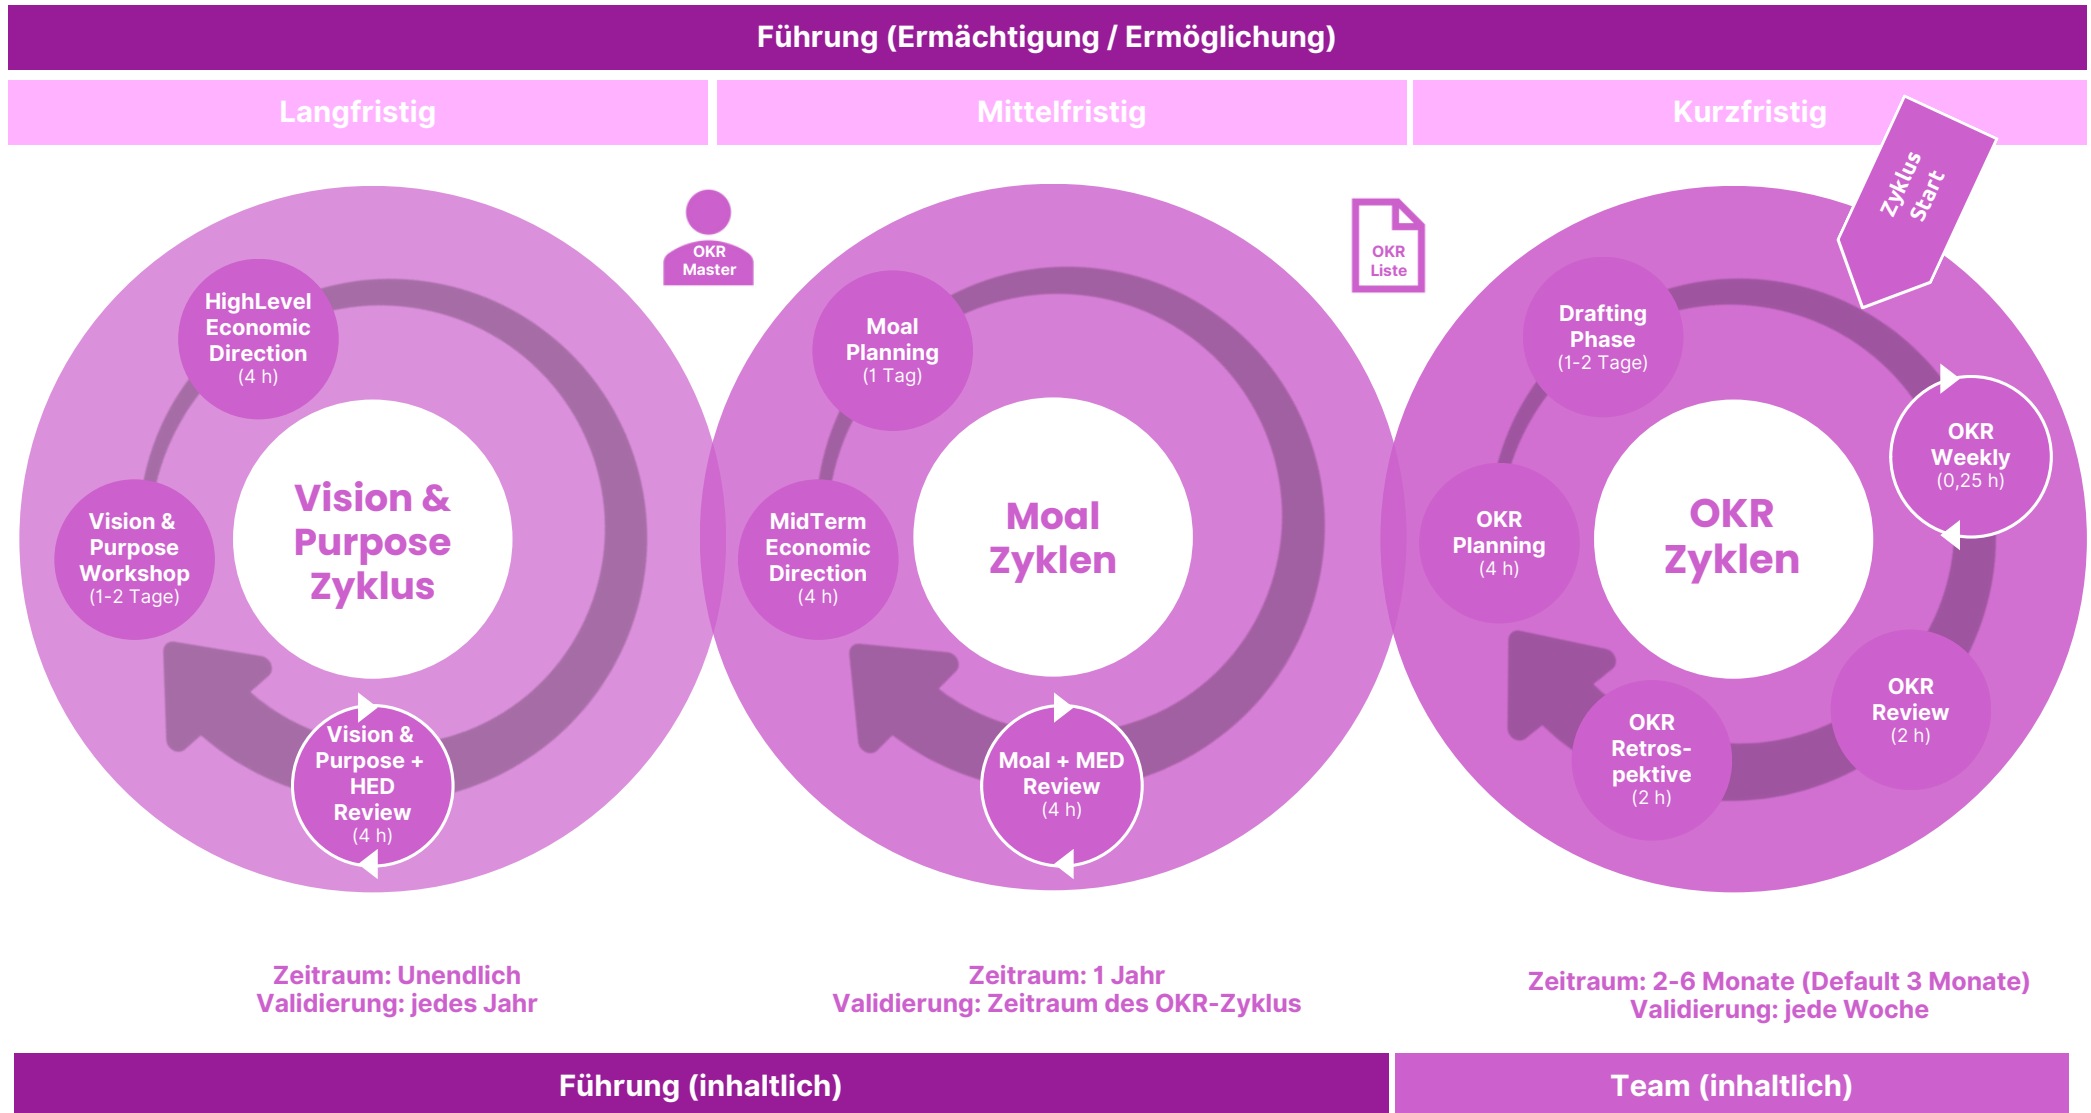 Führung (Ermächtigung / Ermöglichung)
Langfristig
Mittelfristig
Kurzfristig
Zyklus
Start
OKR
Master
OKR
Liste
HighLevel
Economic
Direction
(4 h)
Vision &
Purpose
Workshop
(1-2 Tage)
Vision &
Purpose
Zyklus
Vision &
Purpose +
HED
Review
(4 h)
Moal
Planning
(1 Tag)
MidTerm
Economic
Direction
(4 h)
Moal
Zyklen
Moal + MED
Review
(4 h)
Drafting
Phase
(1-2 Tage)
OKR
Weekly
(0,25 h)
OKR
Planning
(4 h)
OKR
Zyklen
OKR
Review
(2 h)
OKR
Retros-
pektive
(2 h)
Zeitraum: Unendlich
Validierung: jedes Jahr
Zeitraum: 1 Jahr
Validierung: Zeitraum des OKR-Zyklus
Zeitraum: 2-6 Monate (Default 3 Monate)
Validierung: jede Woche
Führung (inhaltlich)
Team (inhaltlich)